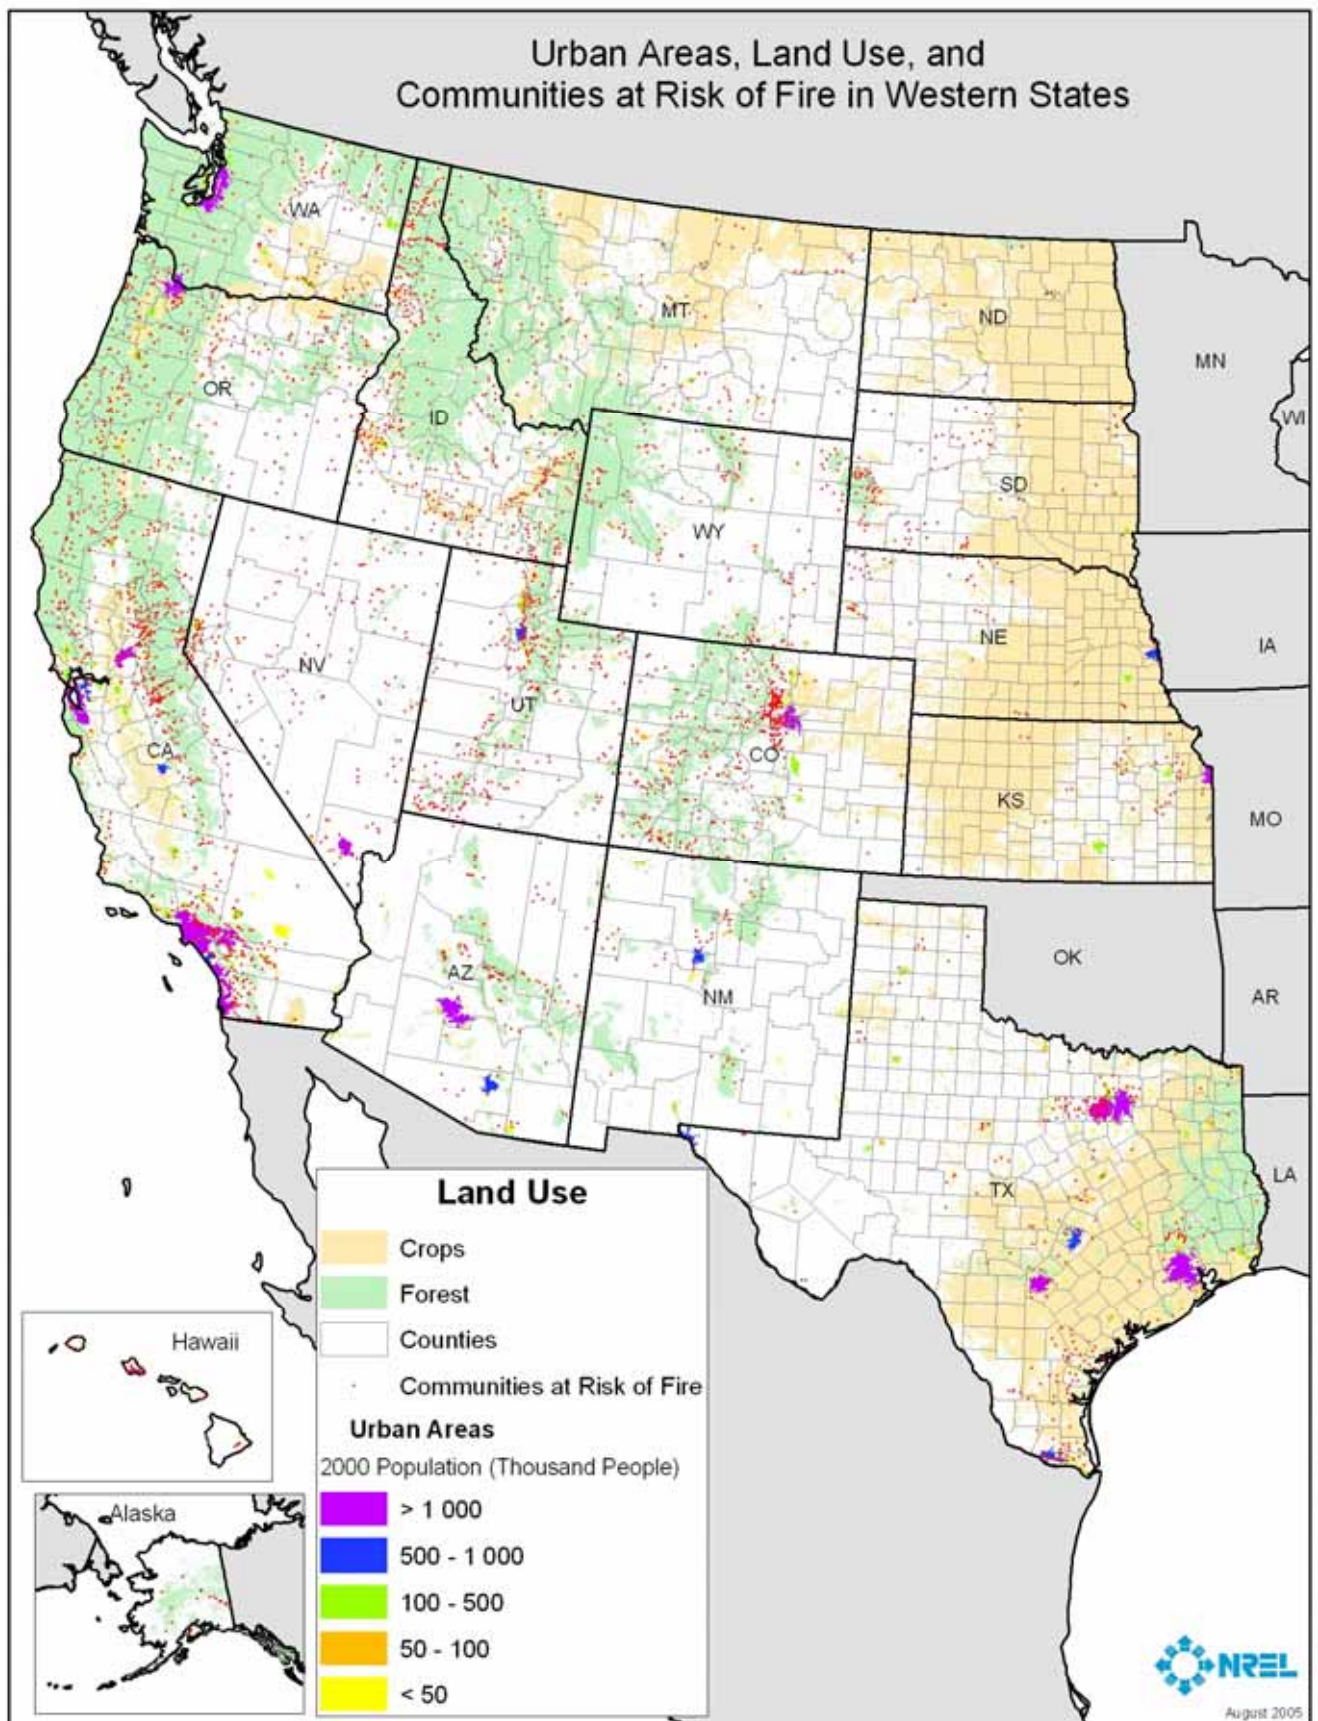 Urban Areas, Land Use, and
Communities at Risk of Fire in Western States
WA
MT
ND
MN
OR
ID
WI
SD
WY
NE
IA
NV
UT
CA
CO
KS
MO
OK
AZ
NM
AR
TX
LA
Land Use
Crops
Forest
Counties
Communities at Risk of Fire
Urban Areas
2000 Population (Thousand People)
> 1 000
500 - 1 000
100 - 500
50 - 100
< 50
Hawaii
Alaska
NREL
August 2005